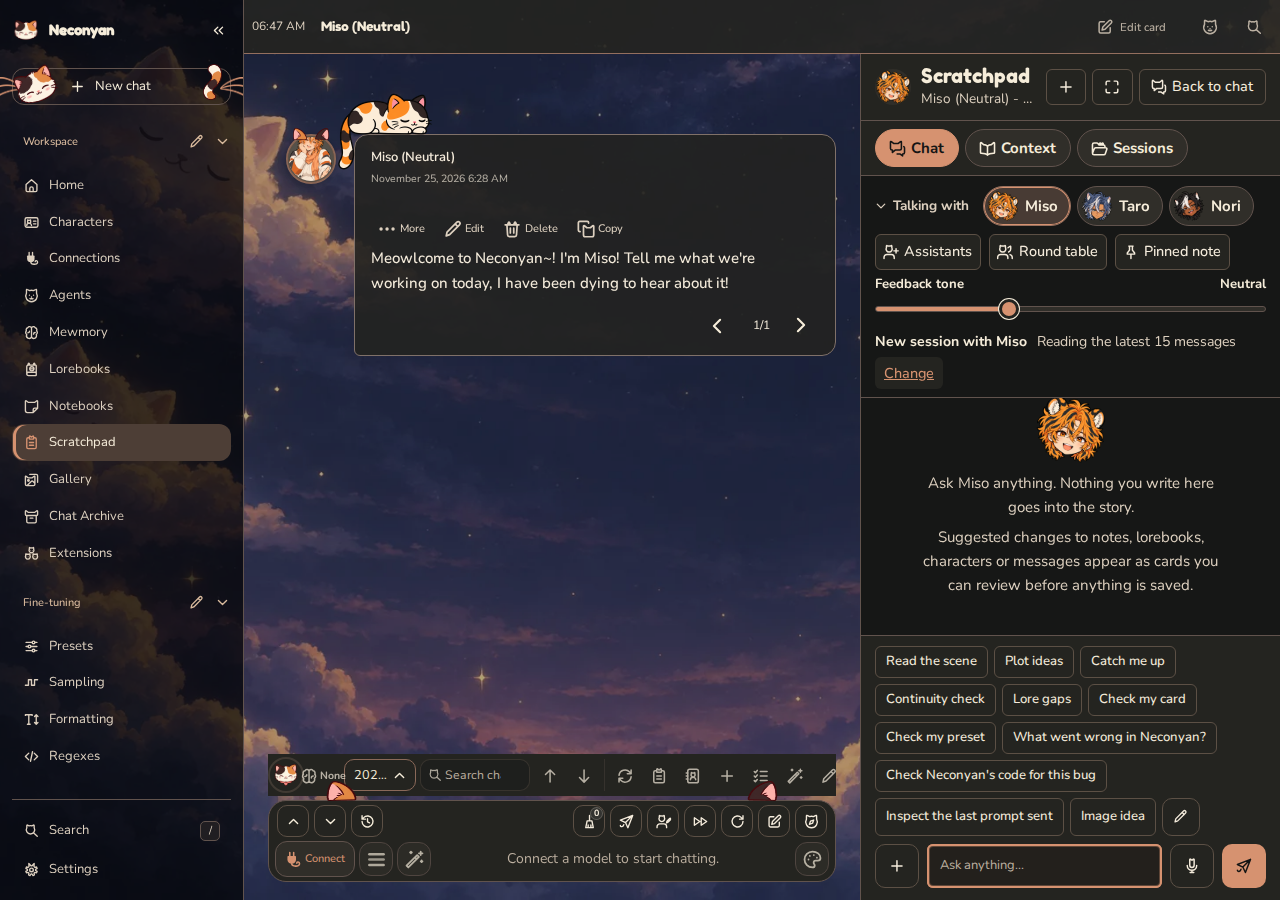 Neconyan
New chat
Workspace
Home
Characters
Connections
Agents
Mewmory
Lorebooks
Notebooks
Scratchpad
Gallery
Chat Archive
Extensions
Fine-tuning
Presets
Sampling
Formatting
Regexes
Search /
Settings
06:47 AM Miso (Neutral) Edit card
Miso (Neutral)
November 25, 2026 6:28 AM
More Edit Delete Copy
Meowlcome to Neconyan~! I'm Miso! Tell me what we're
working on today, I have been dying to hear about it!
1/1
None 202... Search ch
0
Connect Connect a model to start chatting.
Scratchpad
Miso (Neutral) - ...
Back to chat
Chat Context Sessions
Talking with Miso Taro Nori
Assistants Round table Pinned note
Feedback tone Neutral
New session with Miso Reading the latest 15 messages
Change
Ask Miso anything. Nothing you write here
goes into the story.
Suggested changes to notes, lorebooks,
characters or messages appear as cards you
can review before anything is saved.
Read the scene Plot ideas Catch me up
Continuity check Lore gaps Check my card
Check my preset What went wrong in Neconyan?
Check Neconyan's code for this bug
Inspect the last prompt sent Image idea
Ask anything...